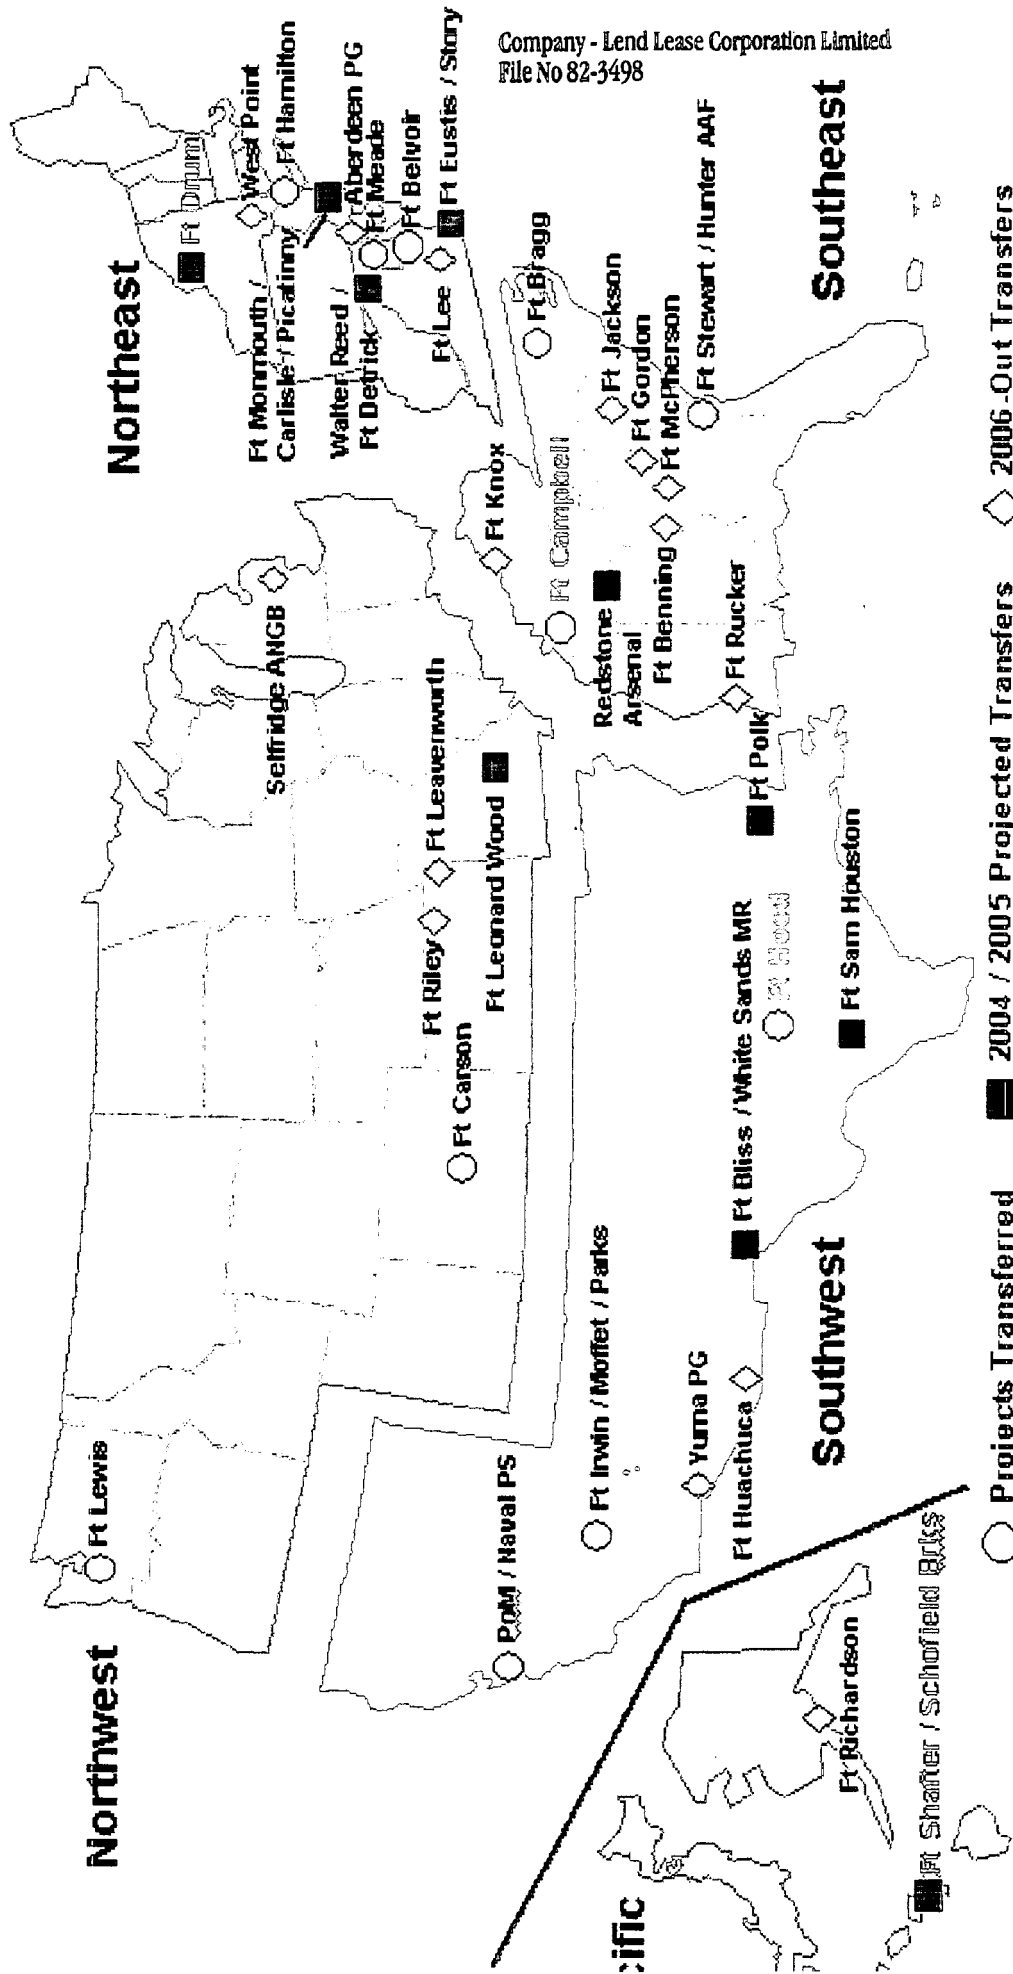 Company - Lend Lease Corporation Limited
File No 82-3498
Northwest
Ft Lewis
Northeast
Ft Drum
West Point
Ft Hamilton
Ft Monmouth /
Carlisle / Picatinny
Aberdeen PG
Ft Meade
Walter Reed /
Ft Detrick
Ft Belvoir
Ft Lee
Ft Eustis / Story
Selfridge ANGB
Ft Leavenworth
Ft Riley
Ft Leonard Wood
Ft Carson
Ft Knox
Ft Bragg
Ft Campbell
Ft Jackson
Ft Gordon
Ft McPherson
Redstone
Arsenal
Ft Benning
Ft Stewart / Hunter AAF
Ft Rucker
Ft Polk
Southeast
PoM / Naval PS
Ft Irwin / Moffet / Parks
Yuma PG
Ft Huachuca
Ft Bliss / White Sands MR
Ft Hood
Ft Sam Houston
Southwest
cific
Ft Richardson
Ft Shafter / Schofield Brks
Projects Transferred
2004 / 2005 Projected Transfers
2006-Out Transfers